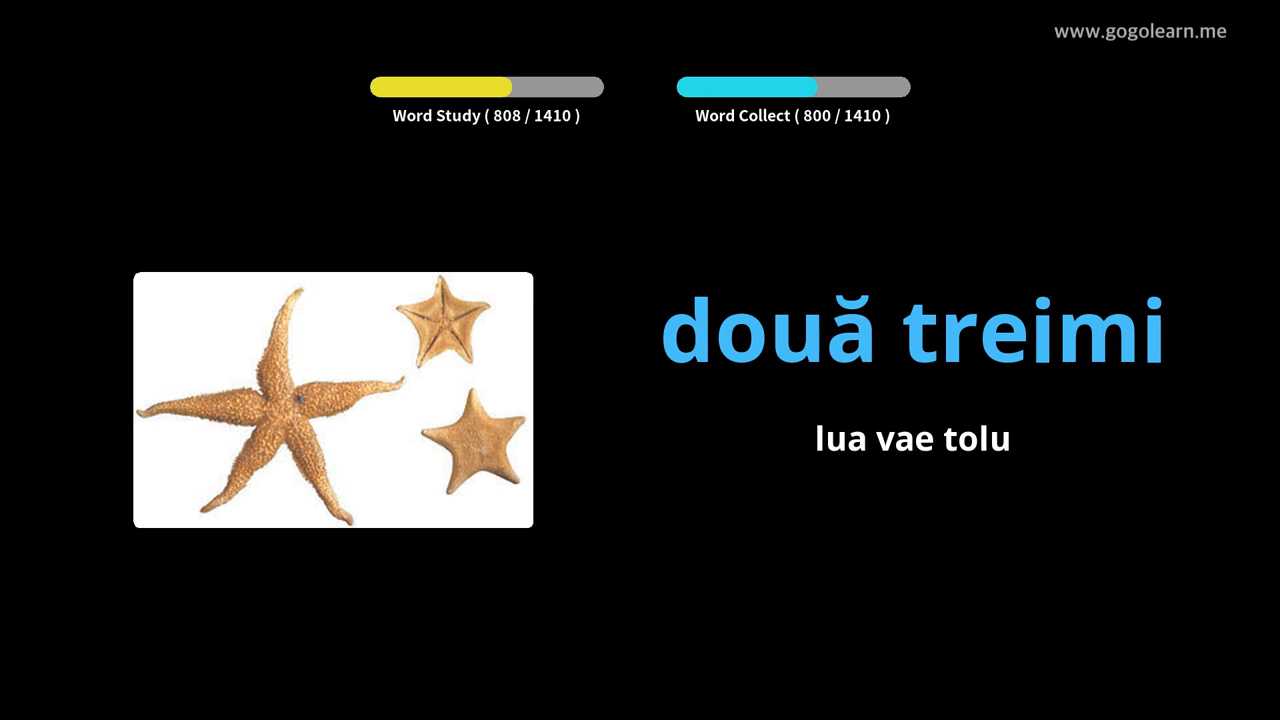 www.gogolearn.me
Word Study ( 808 / 1410 )
Word Collect ( 800 / 1410 )
două treimi
lua vae tolu